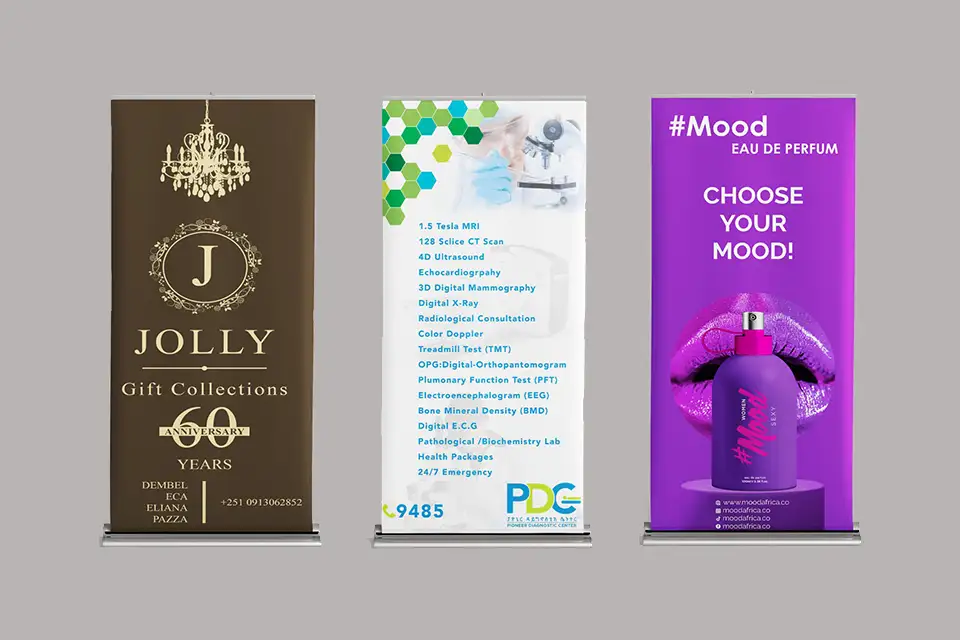 J
JOLLY
Gift Collections
60
ANNIVERSARY
YEARS
DEMBEL
ECA
ELIANA
PAZZA
+251 0913062852
1.5 Tesla MRI
128 Sclice CT Scan
4D Ultrasound
Echocardiogrpahy
3D Digital Mammography
Digital X-Ray
Radiological Consultation
Color Doppler
Treadmill Test (TMT)
OPG:Digital-Orthopantomogram
Plumonary Function Test (PFT)
Electroencephalogram (EEG)
Bone Mineral Density (BMD)
Digital E.C.G
Pathological /Biochemistry Lab
Health Packages
24/7 Emergency
9485
PDC
PIONEER DIAGNOSTIC CENTER
#Mood
EAU DE PERFUM
CHOOSE
YOUR
MOOD!
WOMEN
#Mood
SEXY
www.moodafrica.co
moodafrica.co
moodafrica.co
moodafrica.co